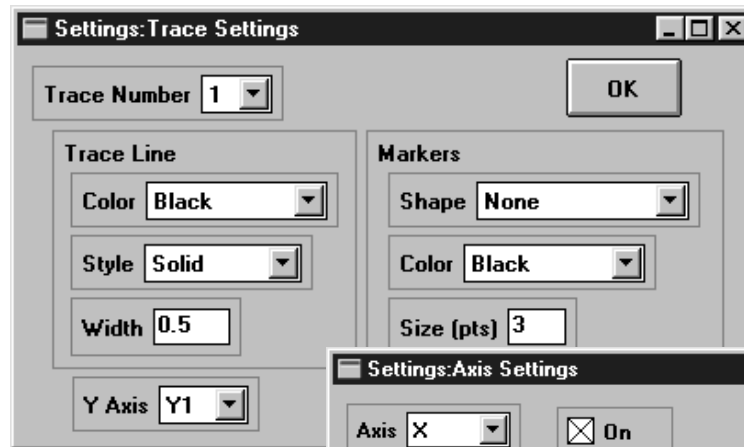 Settings:Trace Settings
Trace Number 1
OK
Trace Line
Color Black
Style Solid
Width 0.5
Y Axis Y1
Markers
Shape None
Color Black
Size (pts) 3
Settings:Axis Settings
Axis X
On